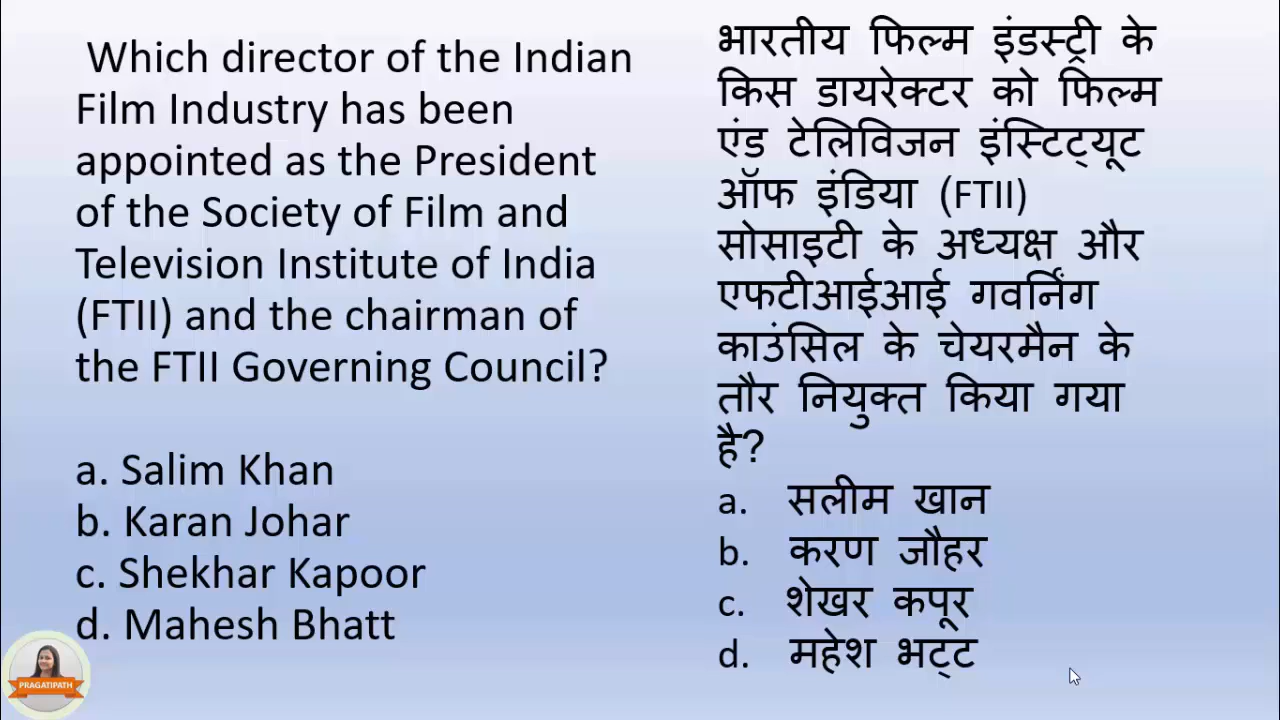 Which director of the Indian
Film Industry has been
appointed as the President
of the Society of Film and
Television Institute of India
(FTII) and the chairman of
the FTII Governing Council?
a. Salim Khan
b. Karan Johar
c. Shekhar Kapoor
d. Mahesh Bhatt
भारतीय फिल्म इंडस्ट्री के
किस डायरेक्टर को फिल्म
एंड टेलिविजन इंस्टिट्यूट
ऑफ इंडिया (FTII)
सोसाइटी के अध्यक्ष और
एफटीआईआई गवर्निंग
काउंसिल के चेयरमैन के
तौर नियुक्त किया गया
है?
a. सलीम खान
b. करण जौहर
c. शेखर कपूर
d. महेश भट्ट
PRAGATIPATH